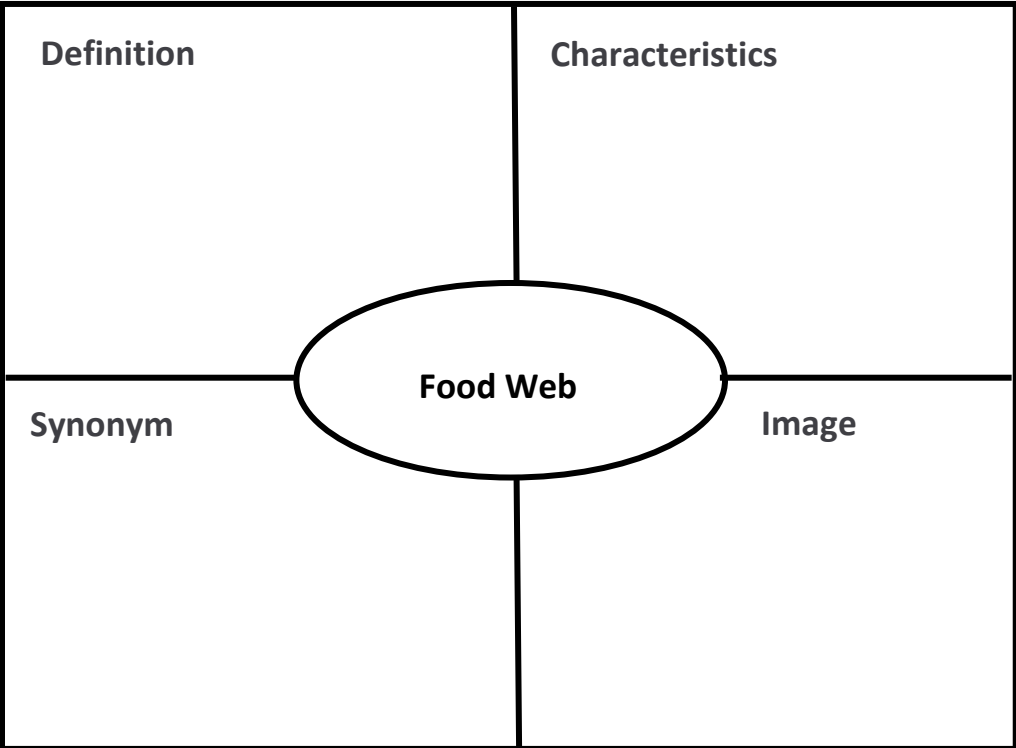 Definition
Characteristics
Food Web
Synonym
Image